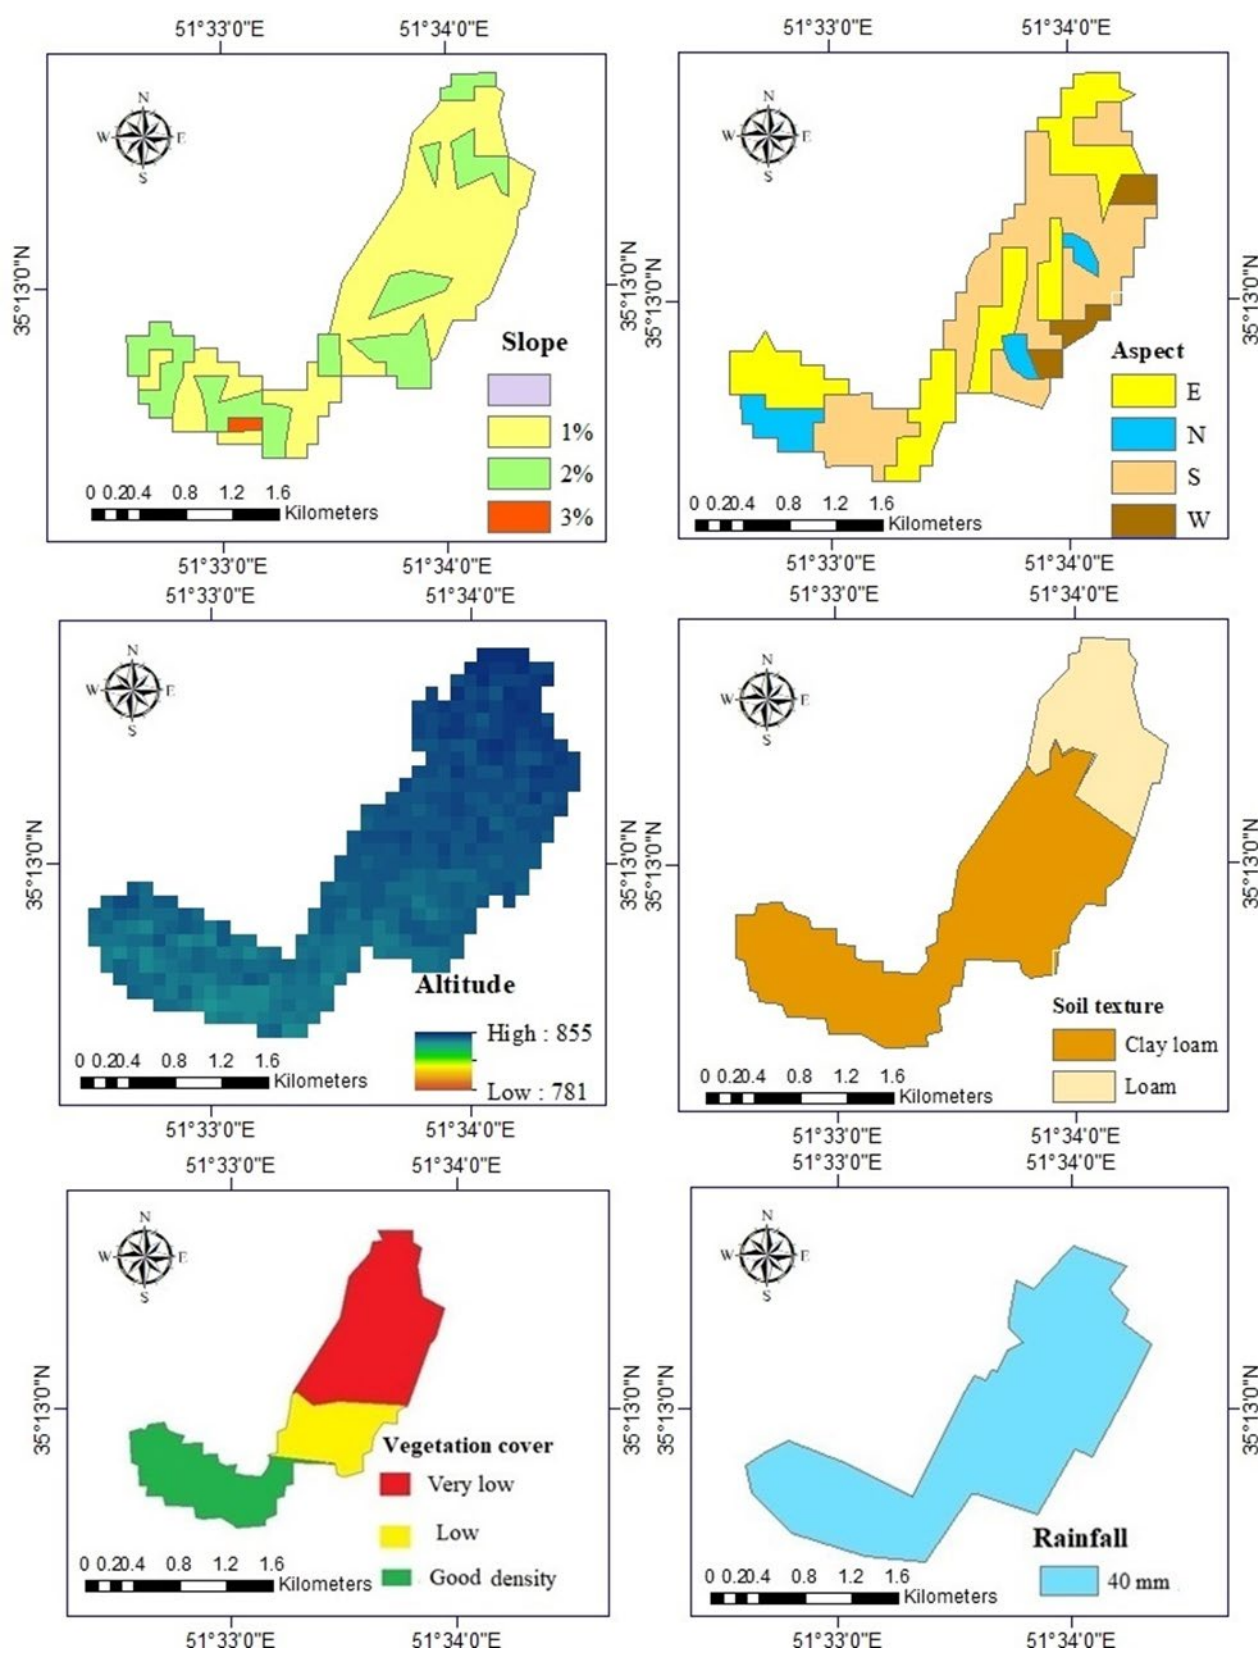 51°33'0"E 51°34'0"E
51°33'0"E 51°34'0"E
N
W E
S
35°13'0"N
35°13'0"N
Slope
1%
2%
3%
0 0.20.4 0.8 1.2 1.6
Kilometers
51°33'0"E 51°34'0"E
N
W E
S
35°13'0"N
35°13'0"N
Aspect
E
N
S
W
0 0.20.4 0.8 1.2 1.6
Kilometers
51°33'0"E 51°34'0"E
51°33'0"E 51°34'0"E
51°33'0"E 51°34'0"E
N
W E
S
35°13'0"N
35°13'0"N
Altitude
High : 855
Low : 781
0 0.20.4 0.8 1.2 1.6
Kilometers
51°33'0"E 51°34'0"E
N
W E
S
35°13'0"N
35°13'0"N
Soil texture
Clay loam
Loam
0 0.20.4 0.8 1.2 1.6
Kilometers
51°33'0"E 51°34'0"E
51°33'0"E 51°34'0"E
51°33'0"E 51°34'0"E
N
W E
S
35°13'0"N
35°13'0"N
Vegetation cover
Very low
Low
Good density
0 0.20.4 0.8 1.2 1.6
Kilometers
51°33'0"E 51°34'0"E
N
W E
S
35°13'0"N
35°13'0"N
Rainfall
40 mm
0 0.20.4 0.8 1.2 1.6
Kilometers
51°33'0"E 51°34'0"E